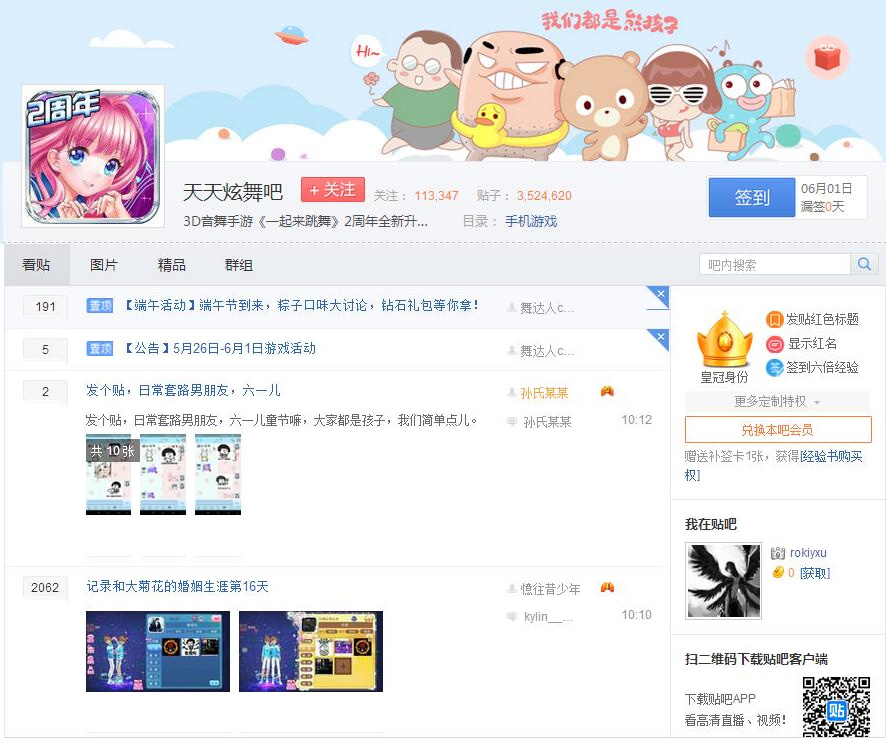 我们都是熊孩子
Hi~
2周年
天天炫舞吧
+ 关注
关注： 113,347
贴子： 3,524,620
3D音舞手游《一起来跳舞》2周年全新升...
目录： 手机游戏
签到
06月01日
漏签0天
看贴
图片
精品
群组
吧内搜索
191
置顶
【端午活动】端午节到来，粽子口味大讨论，钻石礼包等你拿！
舞达人c...
5
置顶
【公告】5月26日-6月1日游戏活动
舞达人c...
2
发个贴，日常套路男朋友，六一儿
孙氏某某
发个贴，日常套路男朋友，六一儿童节嘛，大家都是孩子，我们简单点儿。
孙氏某某
10:12
共 10张
2062
记录和大菊花的婚姻生涯第16天
憶往昔少年
kylin__...
10:10
皇冠身份
发贴红色标题
显示红名
签到六倍经验
更多定制特权
兑换本吧会员
赠送补签卡1张，获得[经验书购买
权]
我在贴吧
rokiyxu
0 [获取]
扫二维码下载贴吧客户端
下载贴吧APP
看高清直播、视频！
贴